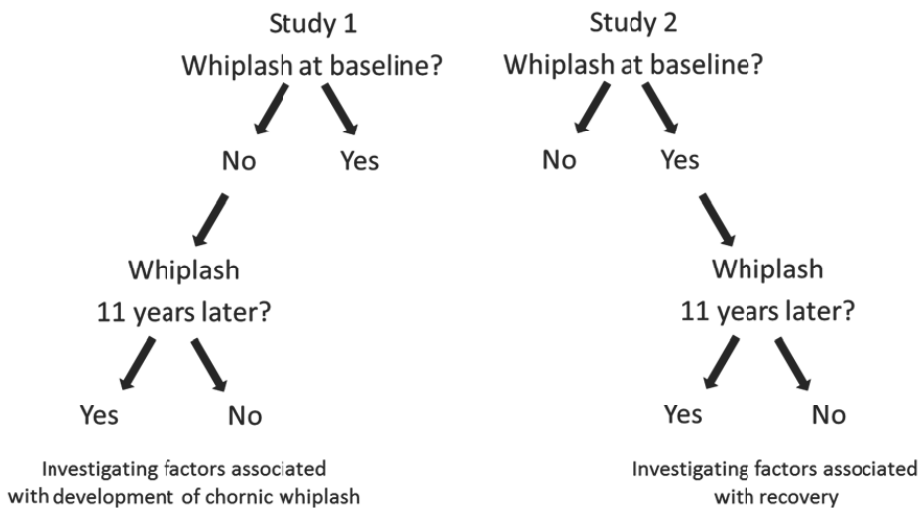 Study 1
Whiplash at baseline?
No
Yes
Whiplash
11 years later?
Yes
No
Investigating factors associated
with development of chornic whiplash
Study 2
Whiplash at baseline?
No
Yes
Whiplash
11 years later?
Yes
No
Investigating factors associated
with recovery